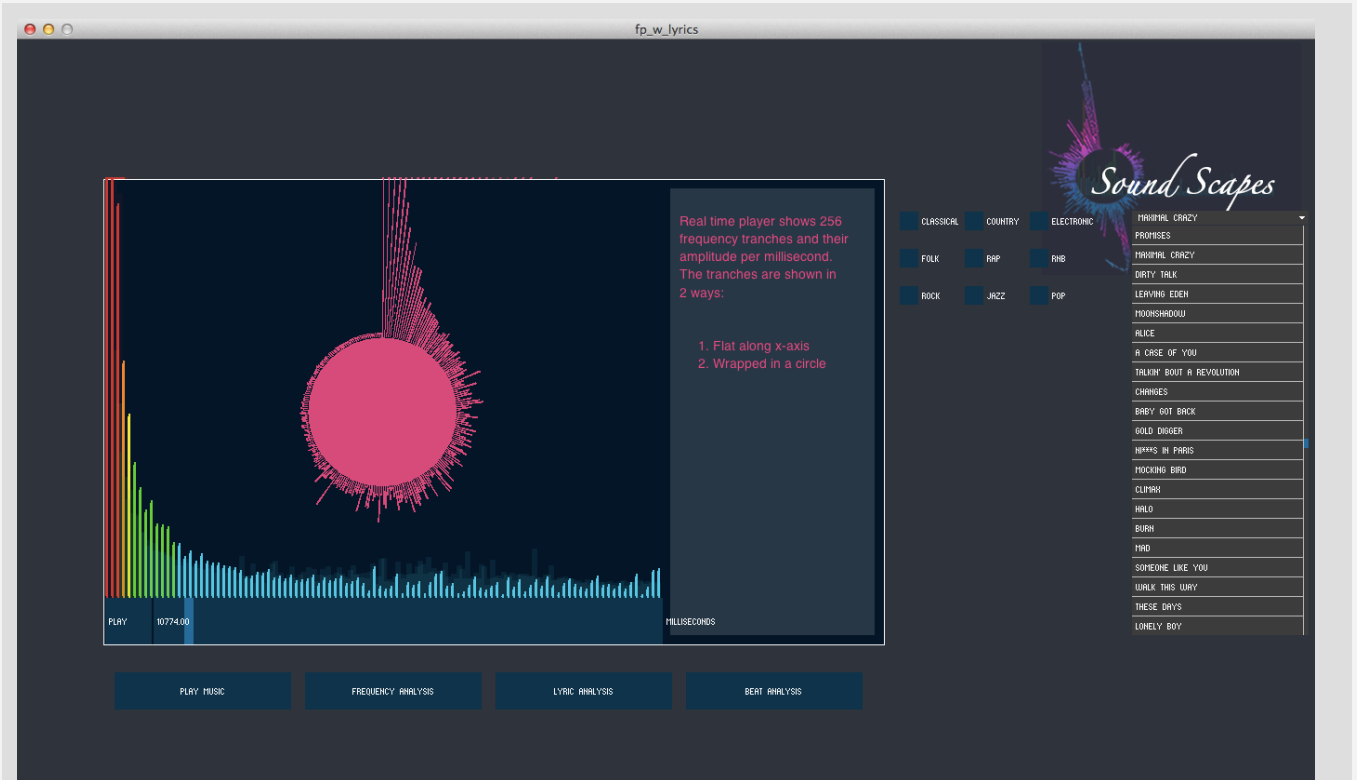 fp_w_lyrics
Sound Scapes
Real time player shows 256
frequency tranches and their
amplitude per millisecond.
The tranches are shown in
2 ways:
1. Flat along x-axis
2. Wrapped in a circle
PLAY 10774.00 MILLISECONDS
PLAY MUSIC FREQUENCY ANALYSIS LYRIC ANALYSIS BEAT ANALYSIS
CLASSICAL COUNTRY ELECTRONIC
FOLK RAP RNB
ROCK JAZZ POP
MAXIMAL CRAZY
PROMISES
MAXIMAL CRAZY
DIRTY TALK
LEAVING EDEN
MOONSHADOW
ALICE
A CASE OF YOU
TALKIN' BOUT A REVOLUTION
CHANGES
BABY GOT BACK
GOLD DIGGER
NI***S IN PARIS
MOCKING BIRD
CLIMAX
HALO
BURN
MAD
SOMEONE LIKE YOU
WALK THIS WAY
THESE DAYS
LONELY BOY